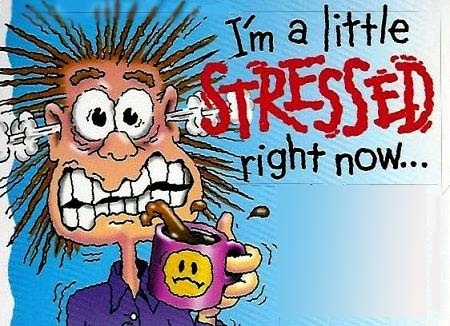 I'm a little
STRESSED
right now...